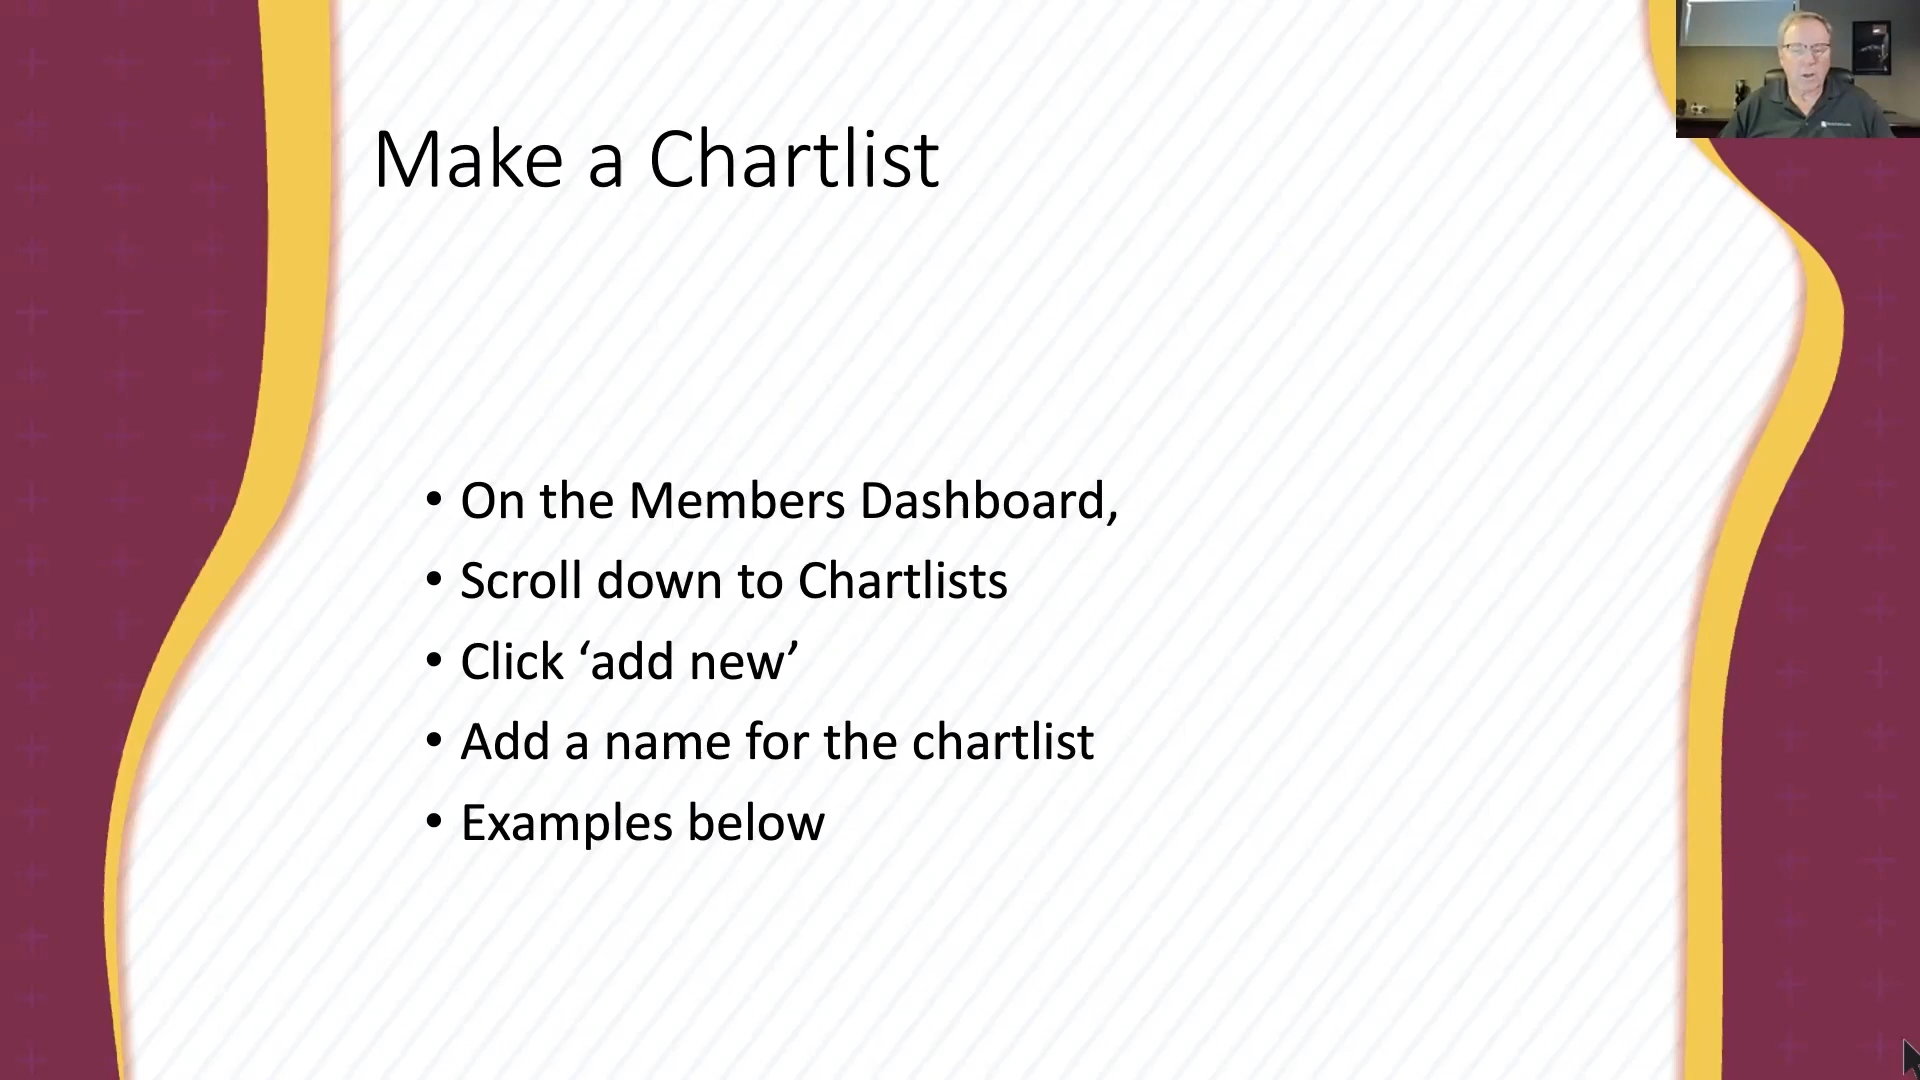 Make a Chartlist
• On the Members Dashboard,
• Scroll down to Chartlists
• Click ‘add new’
• Add a name for the chartlist
• Examples below